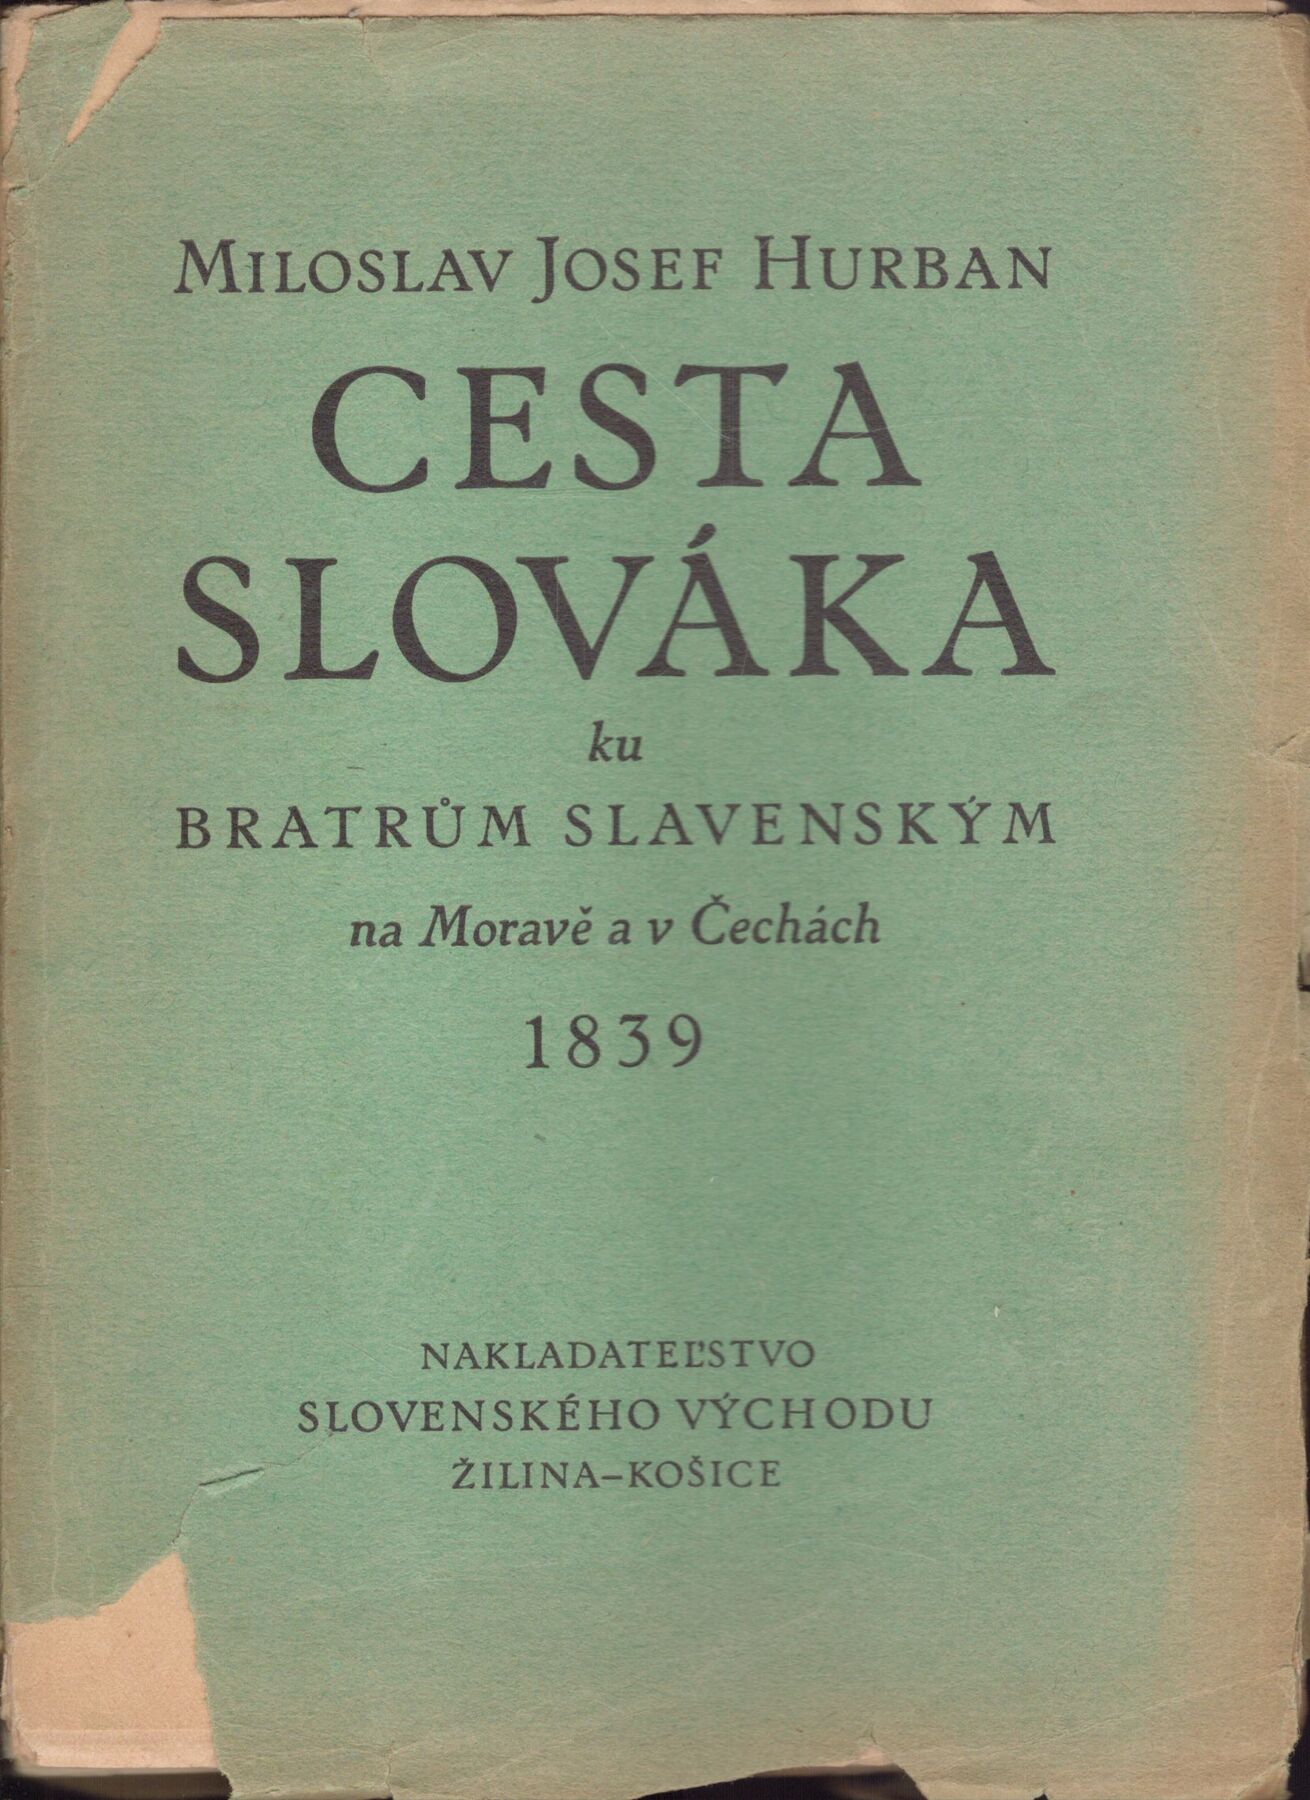 MILOSLAV JOSEF HURBAN
CESTA
SLOVÁKA
ku
BRATRŮM SLAVENSKÝM
na Moravě a v Čechách
1839
NAKLADATEĽSTVO
SLOVENSKÉHO VÝCHODU
ŽILINA–KOŠICE